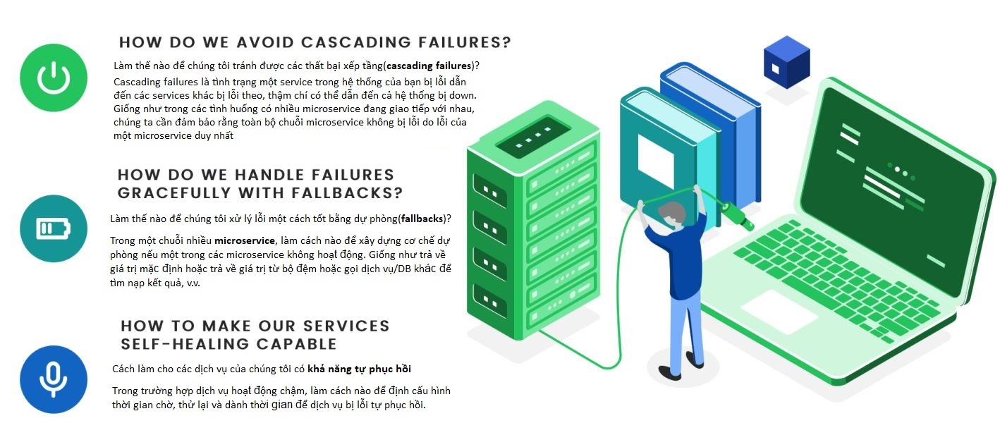 HOW DO WE AVOID CASCADING FAILURES?
Làm thế nào để chúng tôi tránh được các thất bại xếp tầng(cascading failures)?
Cascading failures là tình trạng một service trong hệ thống của bạn bị lỗi dẫn
đến các services khác bị lỗi theo, thậm chí có thể dẫn đến cả hệ thống bị down.
Giống như trong các tình huống có nhiều microservice đang giao tiếp với nhau,
chúng ta cần đảm bảo rằng toàn bộ chuỗi microservice không bị lỗi do lỗi của
một microservice duy nhất
HOW DO WE HANDLE FAILURES
GRACEFULLY WITH FALLBACKS?
Làm thế nào để chúng tôi xử lý lỗi một cách tốt bằng dự phòng(fallbacks)?
Trong một chuỗi nhiều microservice, làm cách nào để xây dựng cơ chế dự
phòng nếu một trong các microservice không hoạt động. Giống như trả về
giá trị mặc định hoặc trả về giá trị từ bộ đệm hoặc gọi dịch vụ/DB khác để
tìm nạp kết quả, v.v.
HOW TO MAKE OUR SERVICES
SELF-HEALING CAPABLE
Cách làm cho các dịch vụ của chúng tôi có khả năng tự phục hồi
Trong trường hợp dịch vụ hoạt động chậm, làm cách nào để định cấu hình
thời gian chờ, thử lại và dành thời gian để dịch vụ bị lỗi tự phục hồi.